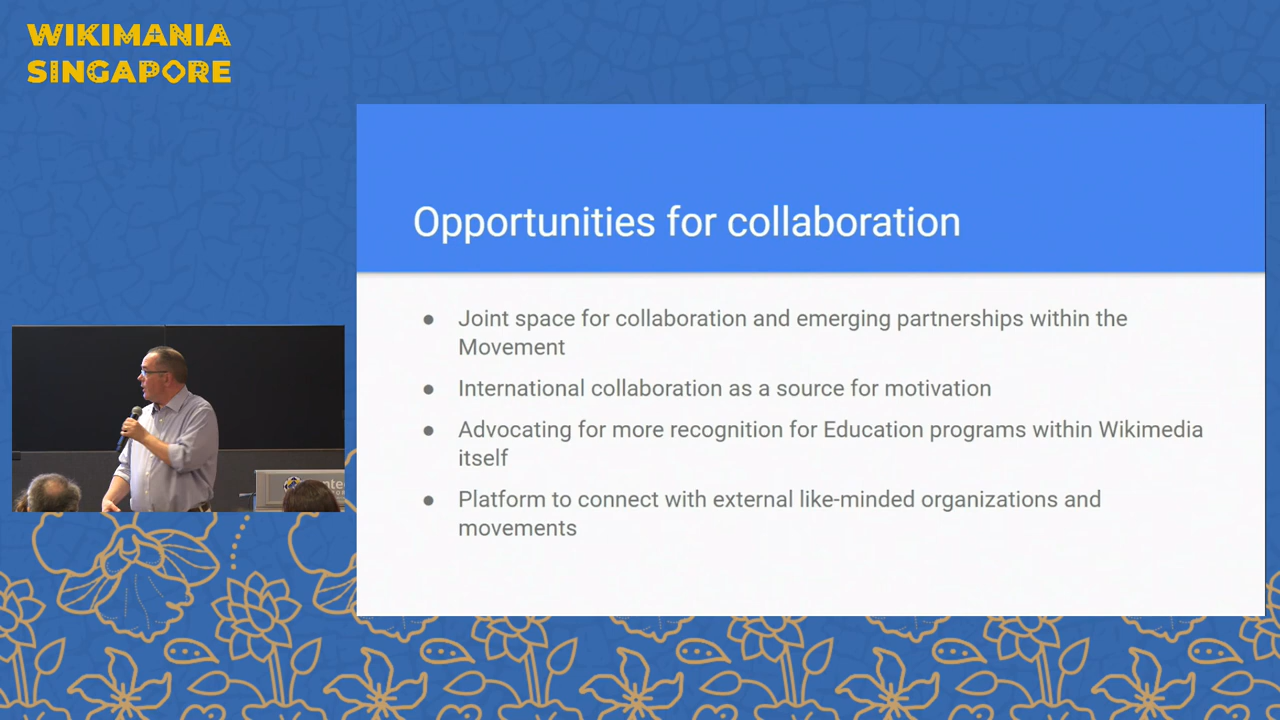 WIKIMANIA
SINGAPORE
Opportunities for collaboration
● Joint space for collaboration and emerging partnerships within the
Movement
● International collaboration as a source for motivation
● Advocating for more recognition for Education programs within Wikimedia
itself
● Platform to connect with external like-minded organizations and
movements